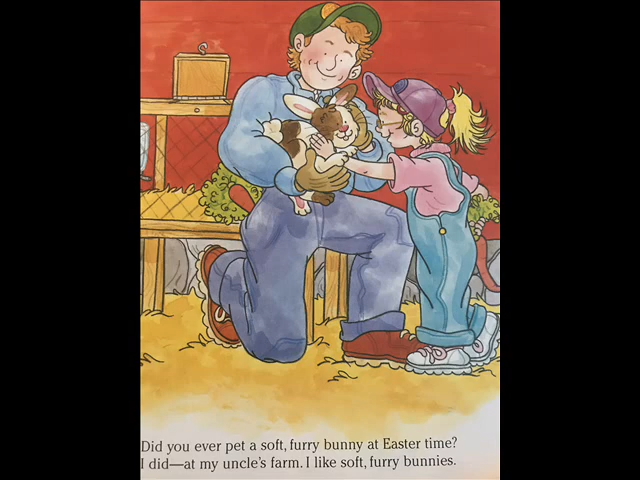 Did you ever pet a soft, furry bunny at Easter time?
I did—at my uncle's farm. I like soft, furry bunnies.